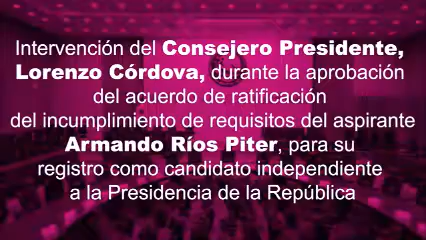 Intervención del Consejero Presidente,
Lorenzo Córdova, durante la aprobación
del acuerdo de ratificación
del incumplimiento de requisitos del aspirante
Armando Ríos Piter, para su
registro como candidato independiente
a la Presidencia de la República